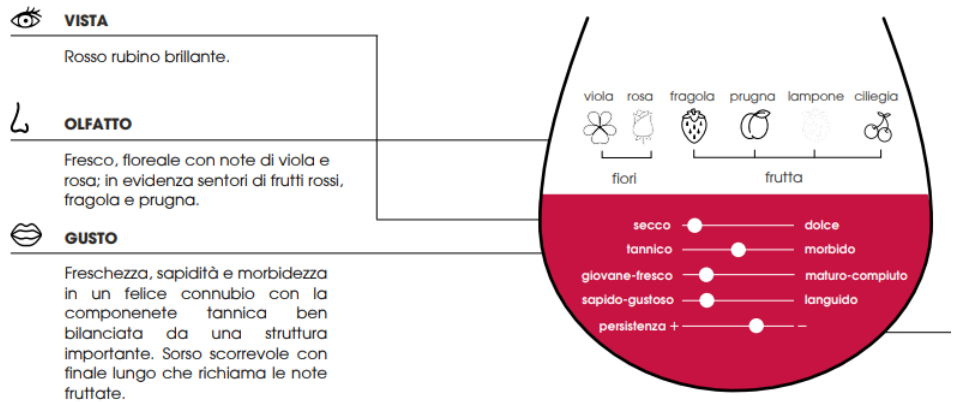 VISTA
Rosso rubino brillante.
OLFATTO
Fresco, floreale con note di viola e
rosa; in evidenza sentori di frutti rossi,
fragola e prugna.
GUSTO
Freschezza, sapidità e morbidezza
in un felice connubio con la
componenete tannica ben
bilanciata da una struttura
importante. Sorso scorrevole con
finale lungo che richiama le note
fruttate.
viola rosa fragola prugna lampone ciliegia
fiori frutta
secco dolce
tannico morbido
giovane-fresco maturo-compiuto
sapido-gustoso languido
persistenza + –